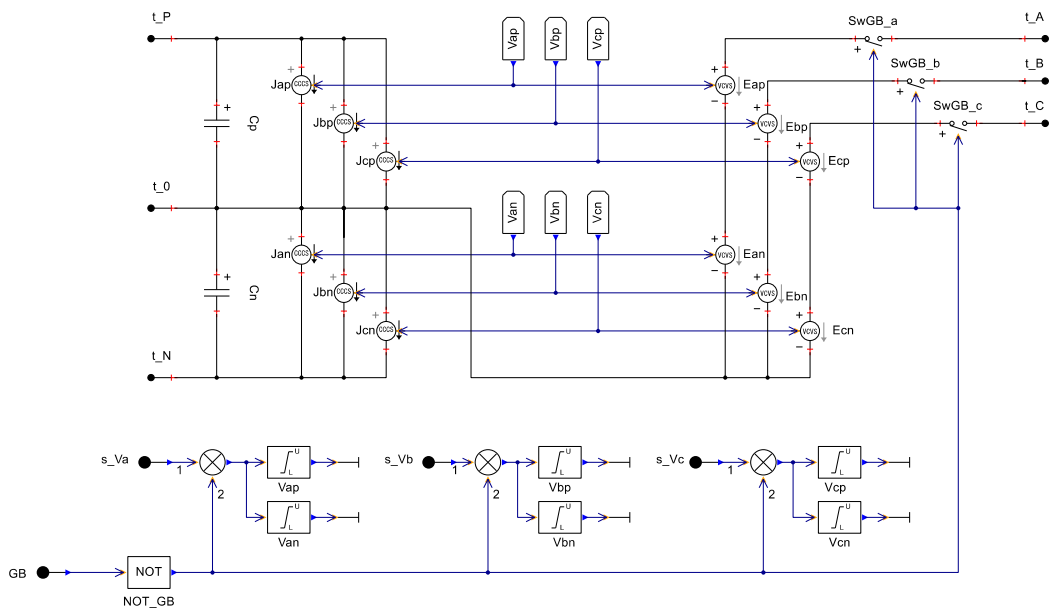 t_P
SwGB_a
t_A
Vap
Vbp
Vcp
SwGB_b
t_B
+
+
+
Jap
CCCS
VCVS
Eap
+
−
SwGB_c
t_C
Cp
+
Jbp
CCCS
+
VCVS
Ebp
−
+
+
Jcp
CCCS
+
VCVS
Ecp
−
t_0
Van
Vbn
Vcn
+
+
Jan
CCCS
VCVS
Ean
+
−
Cn
+
Jbn
CCCS
+
VCVS
Ebn
−
+
Jcn
CCCS
+
VCVS
Ecn
−
t_N
s_Va
1
2
U
L
Vap
U
L
Van
s_Vb
1
2
U
L
Vbp
U
L
Vbn
s_Vc
1
2
U
L
Vcp
U
L
Vcn
GB
NOT
NOT_GB